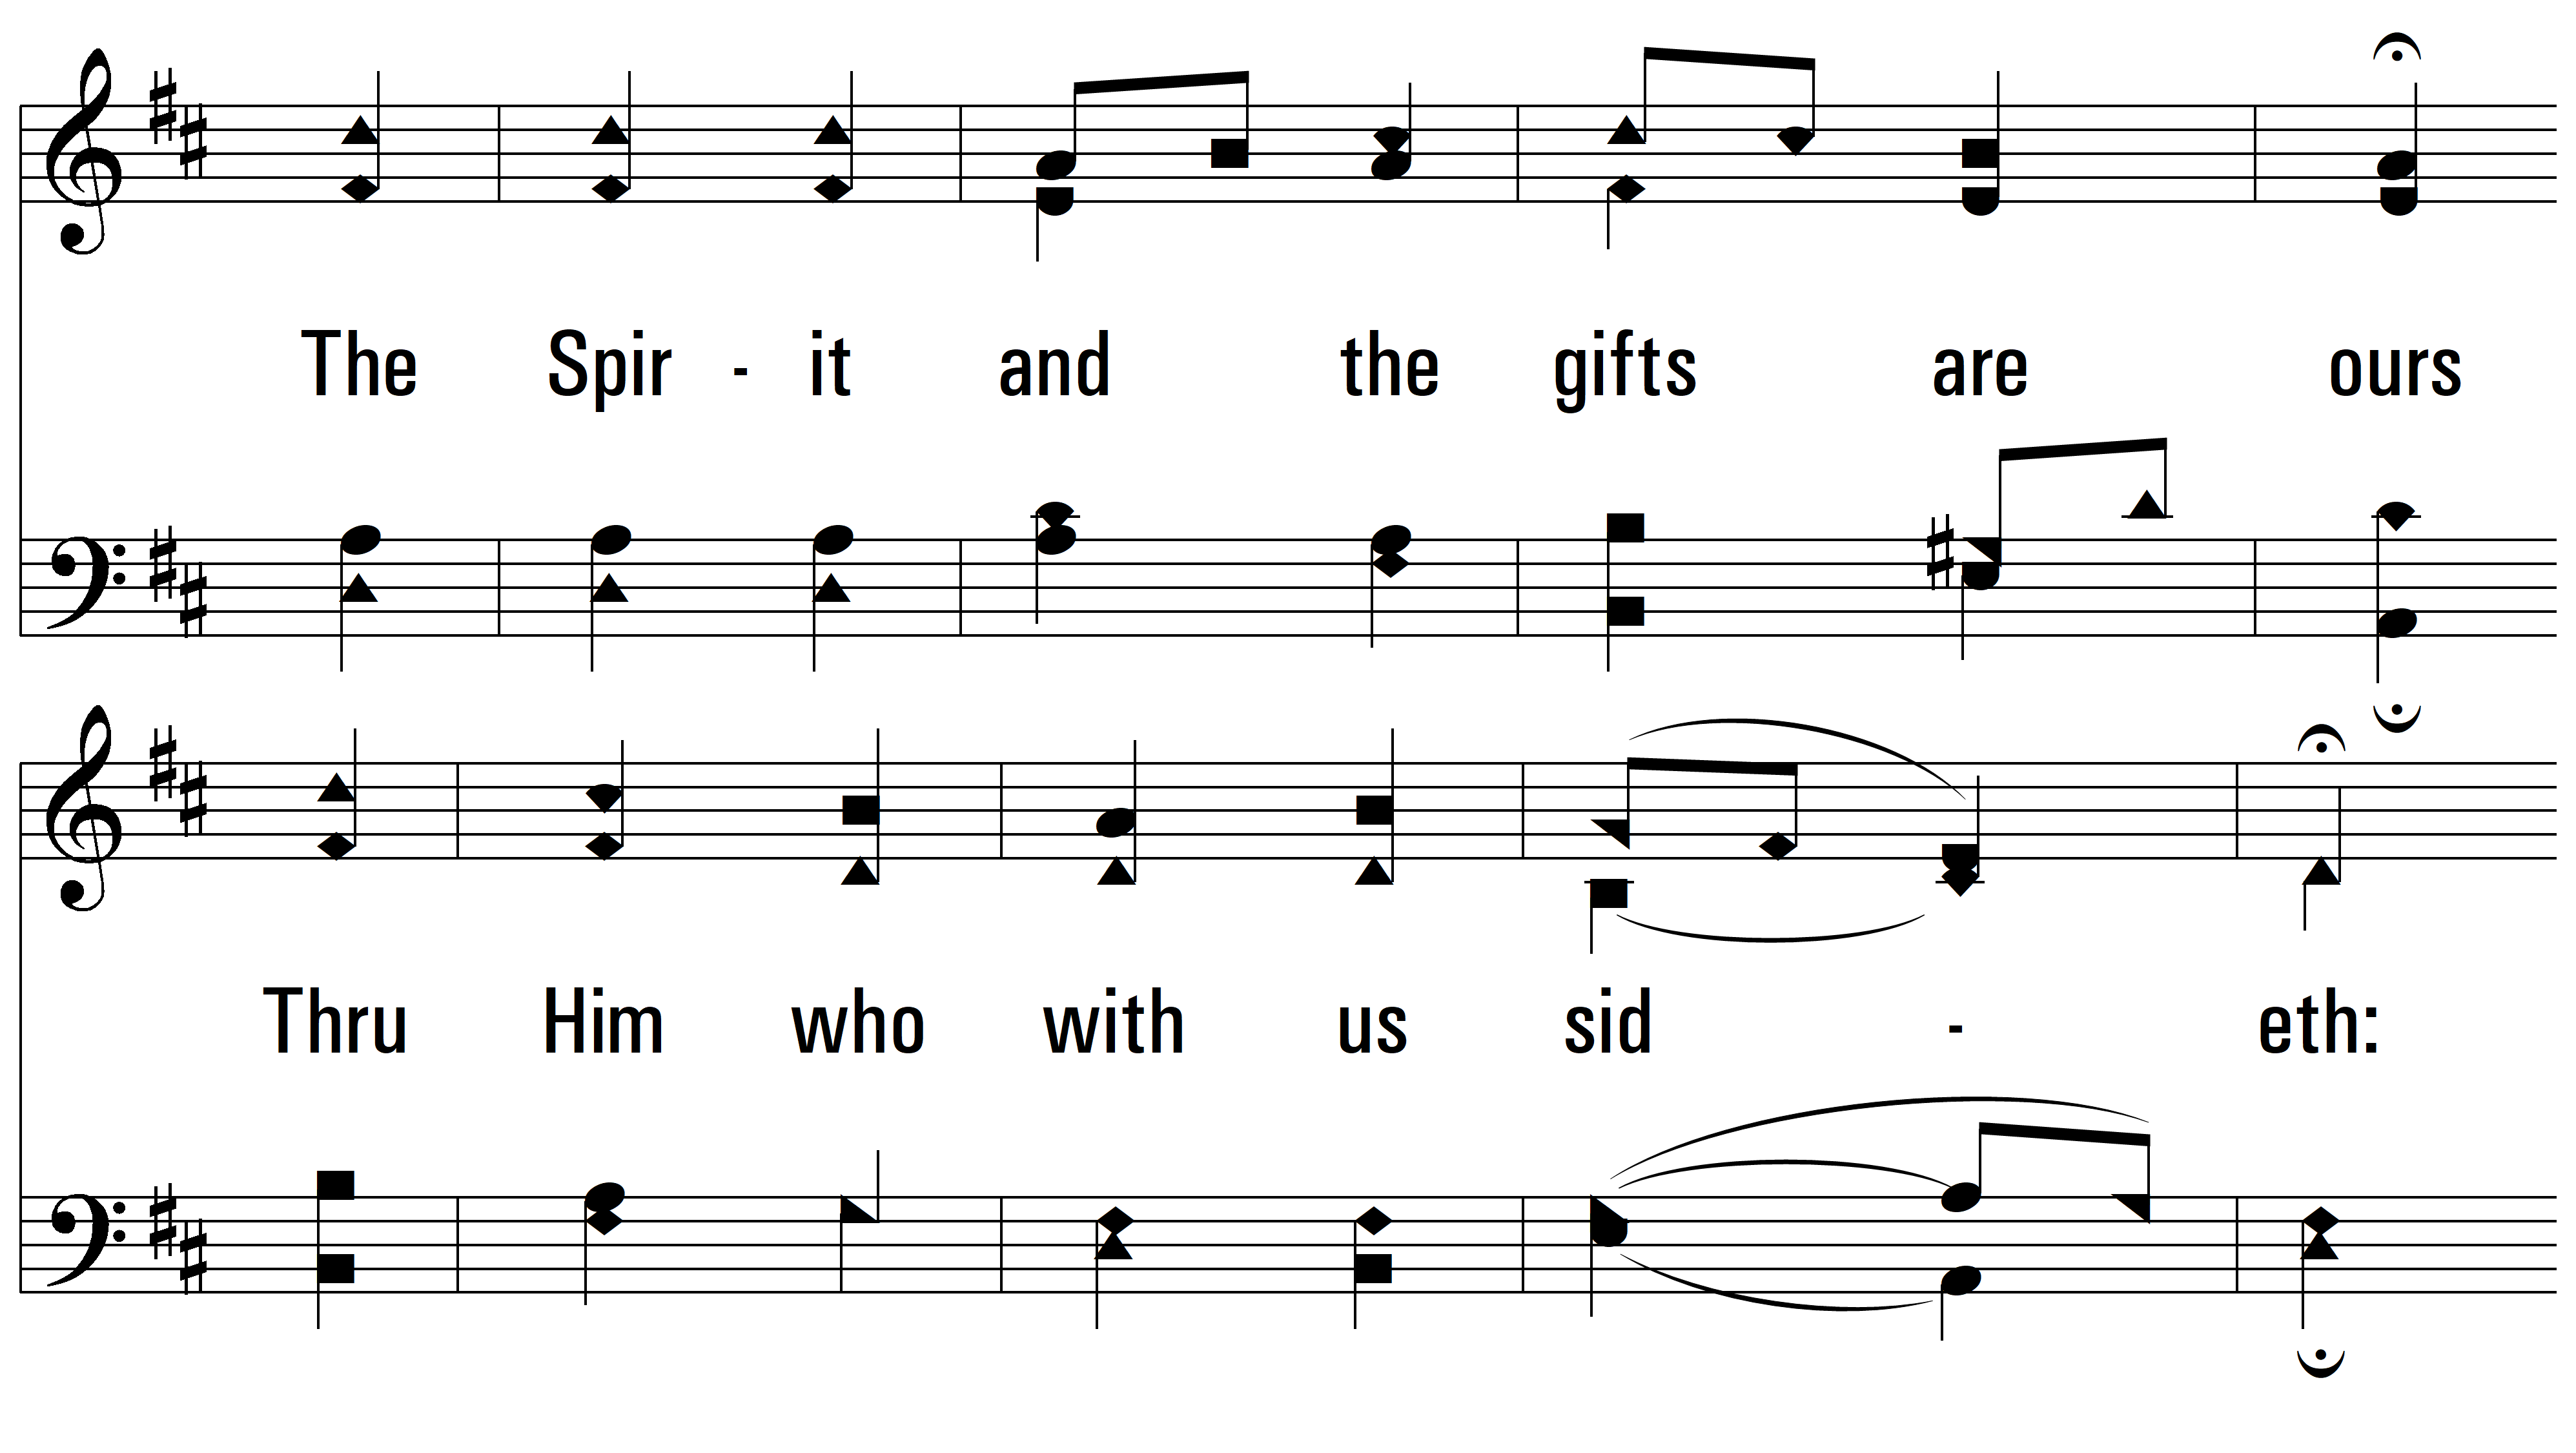 The Spir - it and the gifts are ours
Thru Him who with us sid - eth: